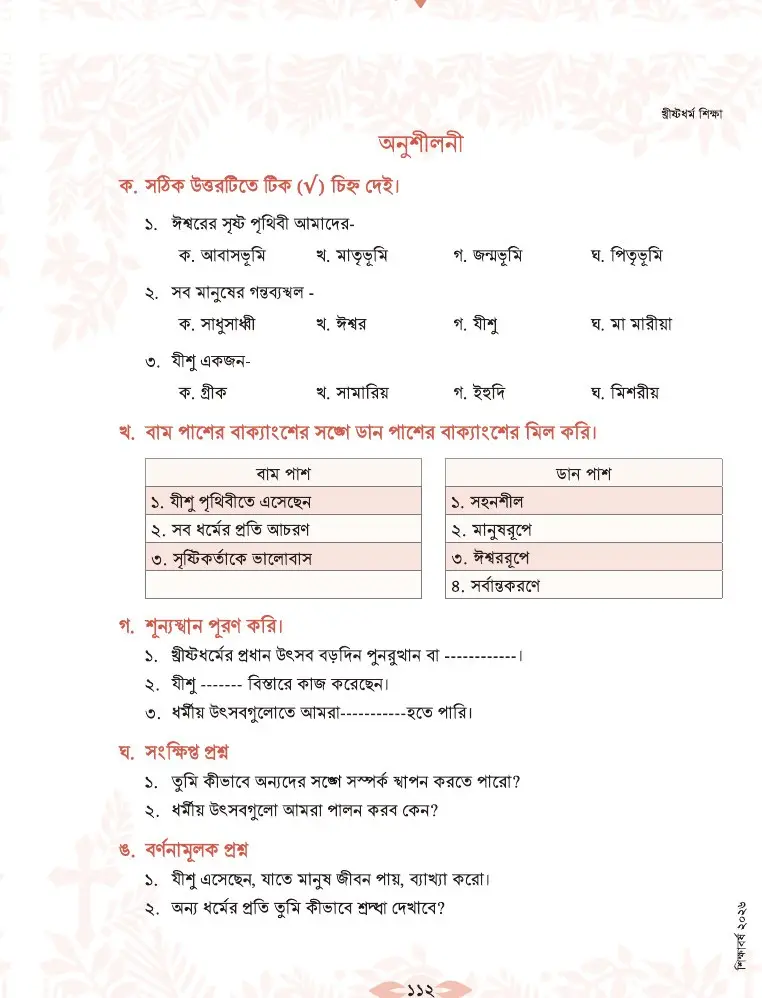 খ্রীষ্টধর্ম শিক্ষা
অনুশীলনী
ক. সঠিক উত্তরটিতে টিক (√) চিহ্ন দেই।
১. ঈশ্বরের সৃষ্ট পৃথিবী আমাদের-
ক. আবাসভূমি খ. মাতৃভূমি গ. জন্মভূমি ঘ. পিতৃভূমি
২. সব মানুষের গন্তব্যস্থল -
ক. সাধুসাধ্বী খ. ঈশ্বর গ. যীশু ঘ. মা মারীয়া
৩. যীশু একজন-
ক. গ্রীক খ. সামারিয় গ. ইহুদি ঘ. মিশরীয়
খ. বাম পাশের বাক্যাংশের সঙ্গে ডান পাশের বাক্যাংশের মিল করি।
বাম পাশ ডান পাশ
১. যীশু পৃথিবীতে এসেছেন ১. সহনশীল
২. সব ধর্মের প্রতি আচরণ ২. মানুষরূপে
৩. সৃষ্টিকর্তাকে ভালোবাস ৩. ঈশ্বররূপে
৪. সর্বান্তকরণে
গ. শূন্যস্থান পূরণ করি।
১. খ্রীষ্টধর্মের প্রধান উৎসব বড়দিন পুনরুত্থান বা ------------।
২. যীশু ------- বিস্তারে কাজ করেছেন।
৩. ধর্মীয় উৎসবগুলোতে আমরা-----------হতে পারি।
ঘ. সংক্ষিপ্ত প্রশ্ন
১. তুমি কীভাবে অন্যদের সঙ্গে সম্পর্ক স্থাপন করতে পারো?
২. ধর্মীয় উৎসবগুলো আমরা পালন করব কেন?
ঙ. বর্ণনামূলক প্রশ্ন
১. যীশু এসেছেন, যাতে মানুষ জীবন পায়, ব্যাখ্যা করো।
২. অন্য ধর্মের প্রতি তুমি কীভাবে শ্রদ্ধা দেখাবে?
শিক্ষাবর্ষ ২০২৬
১১২